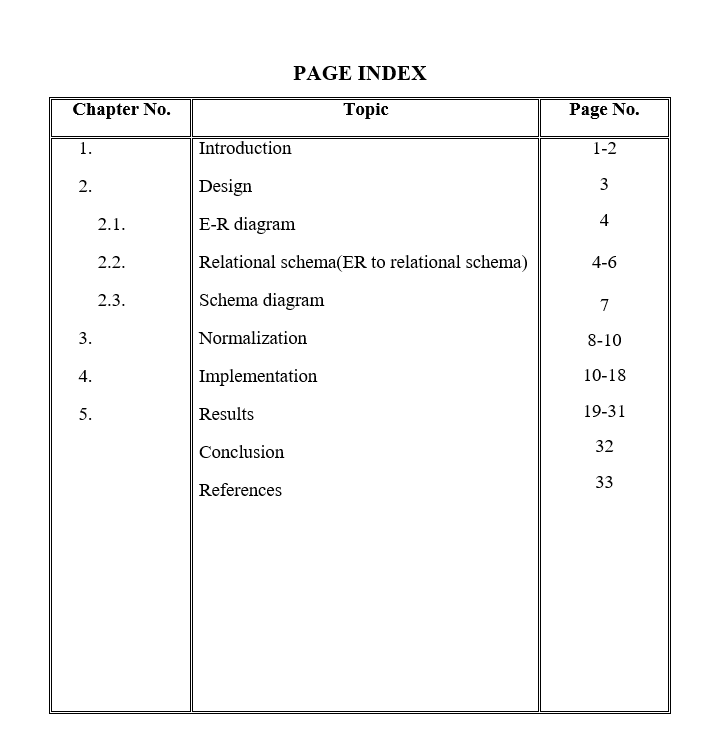 PAGE INDEX
Chapter No. Topic Page No.
1. Introduction 1-2
2. Design 3
2.1. E-R diagram 4
2.2. Relational schema(ER to relational schema) 4-6
2.3. Schema diagram 7
3. Normalization 8-10
4. Implementation 10-18
5. Results 19-31
Conclusion 32
References 33